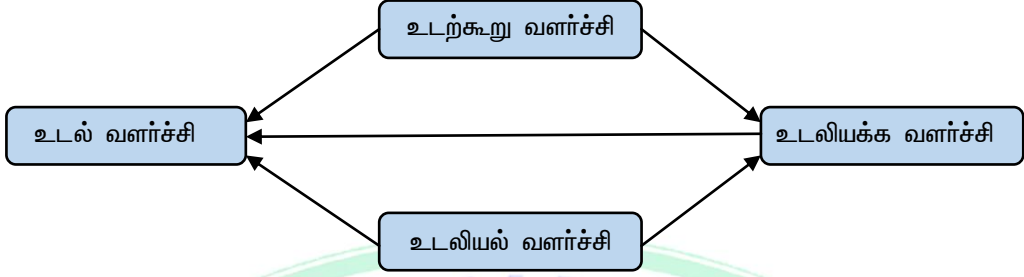 உடற்கூறு வளர்ச்சி
உடல் வளர்ச்சி
உடலியக்க வளர்ச்சி
உடலியல் வளர்ச்சி